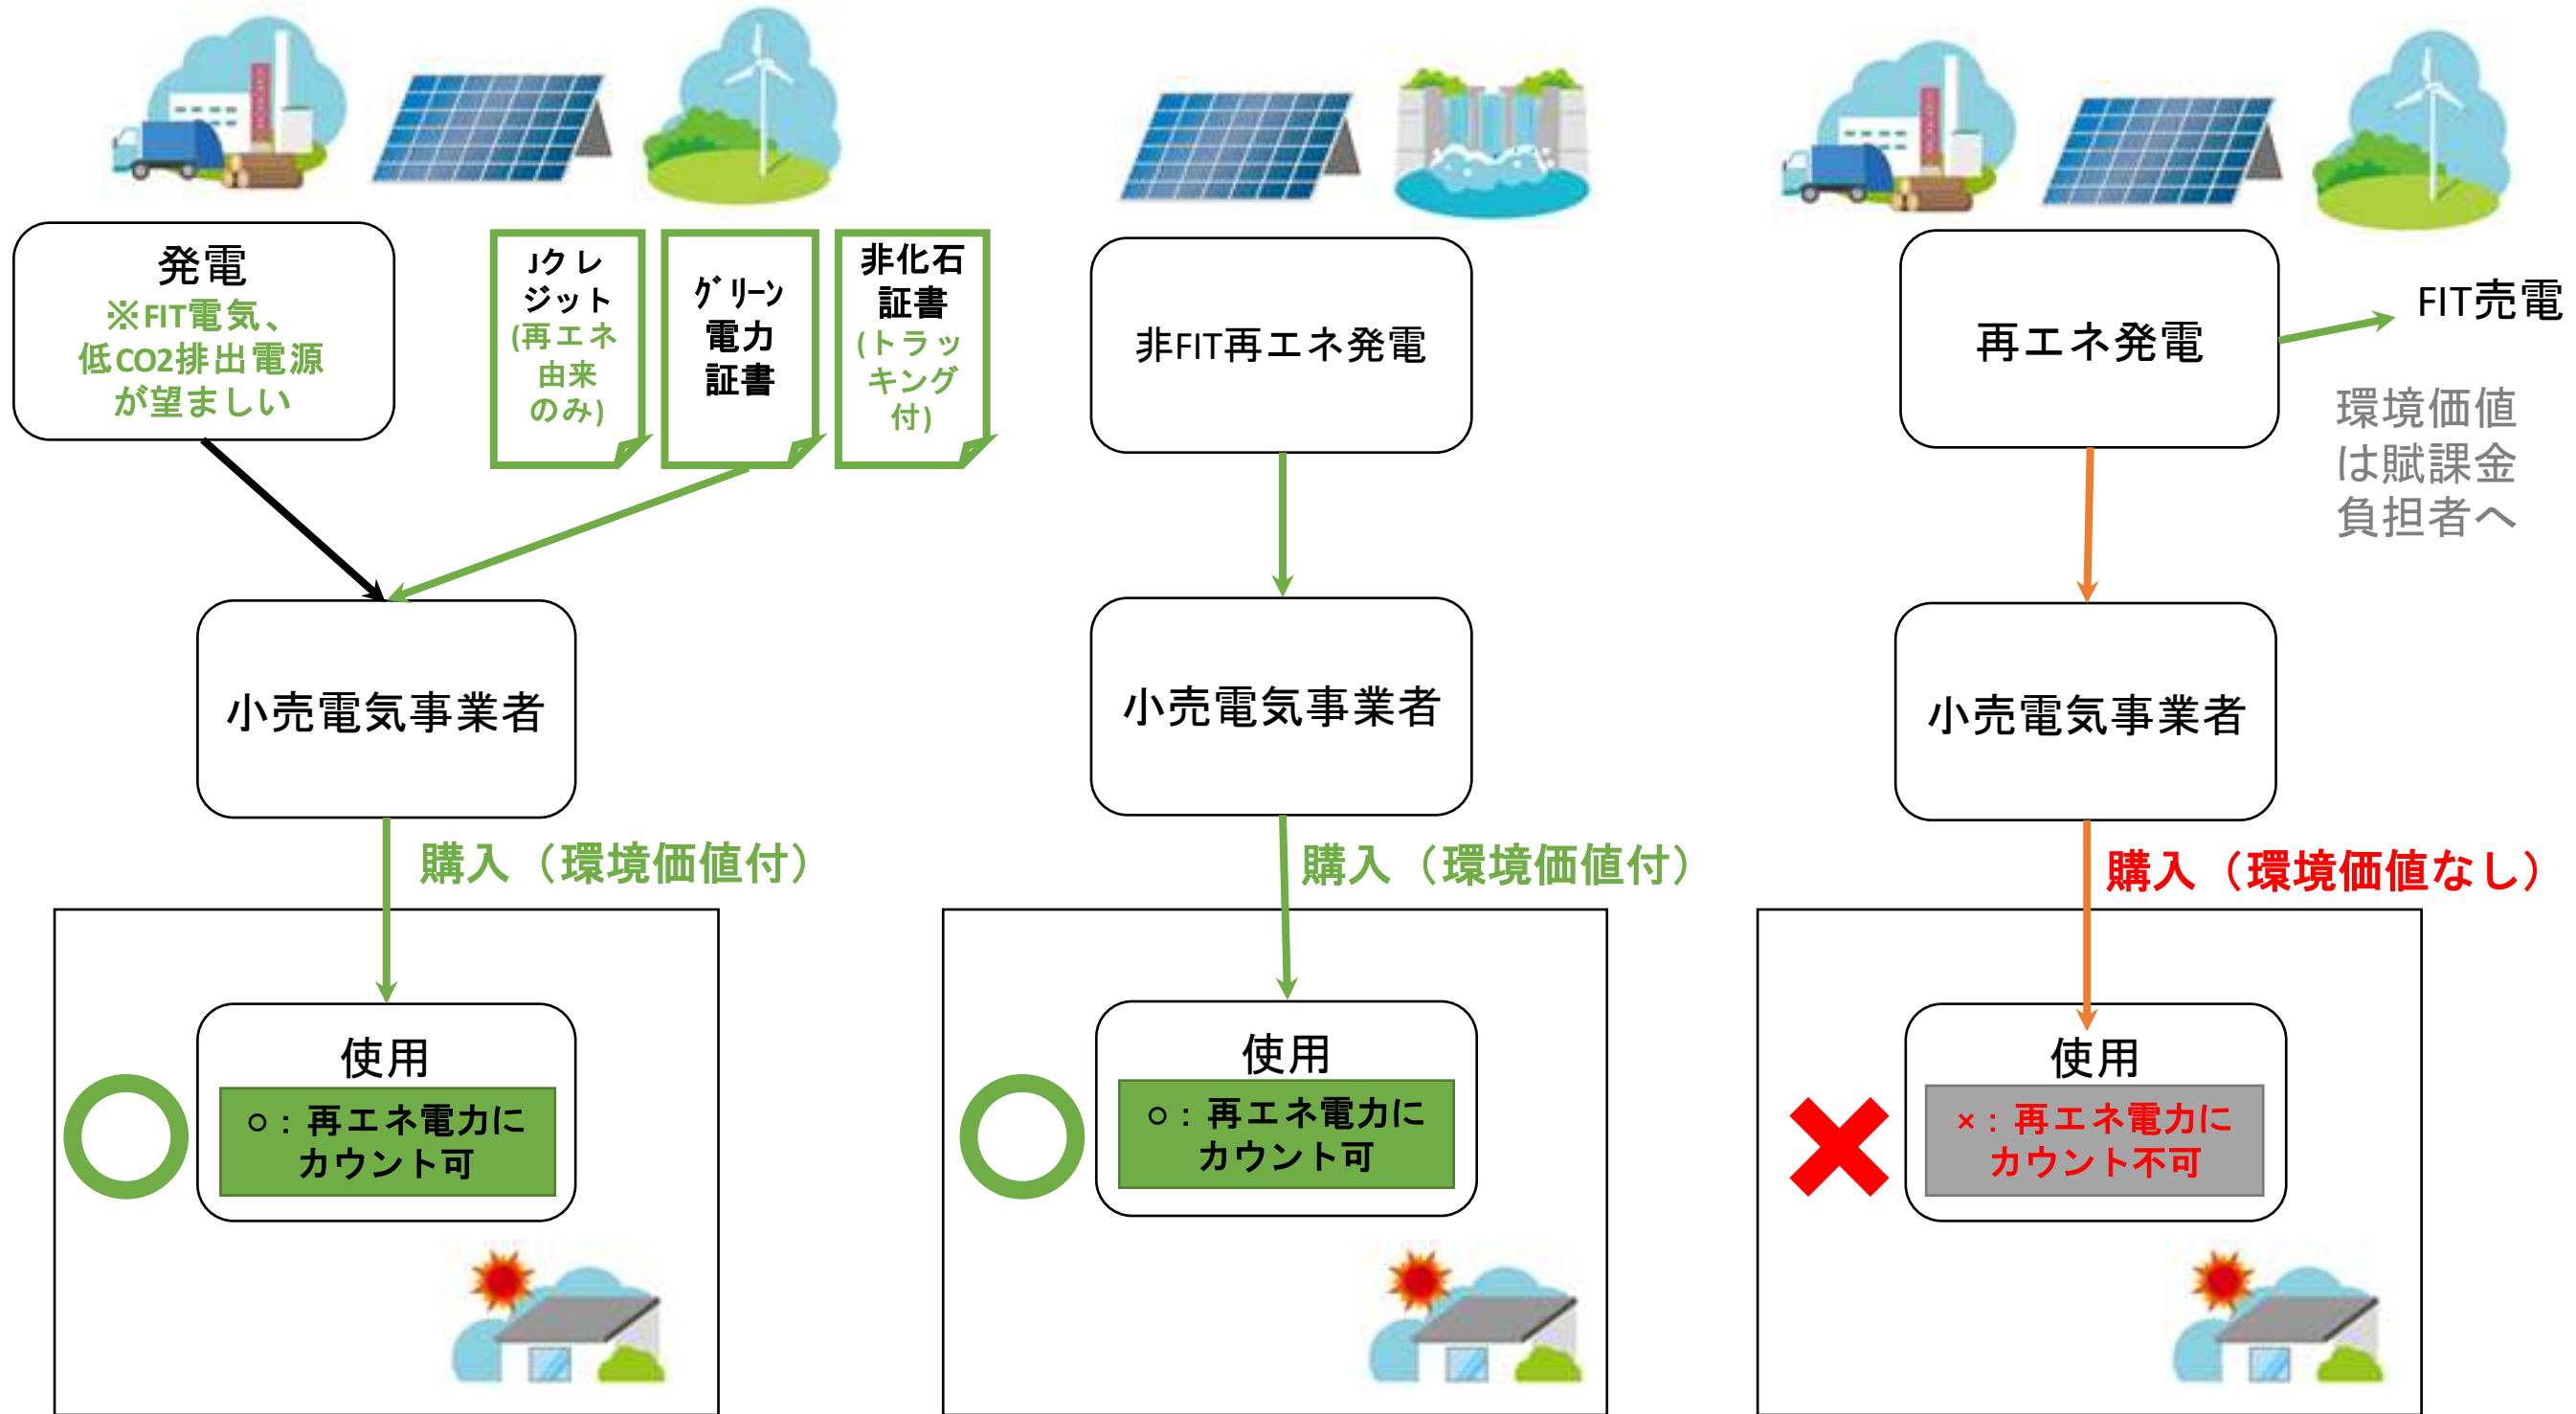 発電
※FIT電気、
低CO2排出電源
が望ましい
Jクレ
ジット
(再エネ
由来
のみ)
グリーン
電力
証書
非化石
証書
(トラッ
キング
付)
小売電気事業者
購入（環境価値付）
使用
○：再エネ電力に
カウント可
非FIT再エネ発電
小売電気事業者
購入（環境価値付）
使用
○：再エネ電力に
カウント可
再エネ発電
FIT売電
環境価値
は賦課金
負担者へ
小売電気事業者
購入（環境価値なし）
使用
×：再エネ電力に
カウント不可